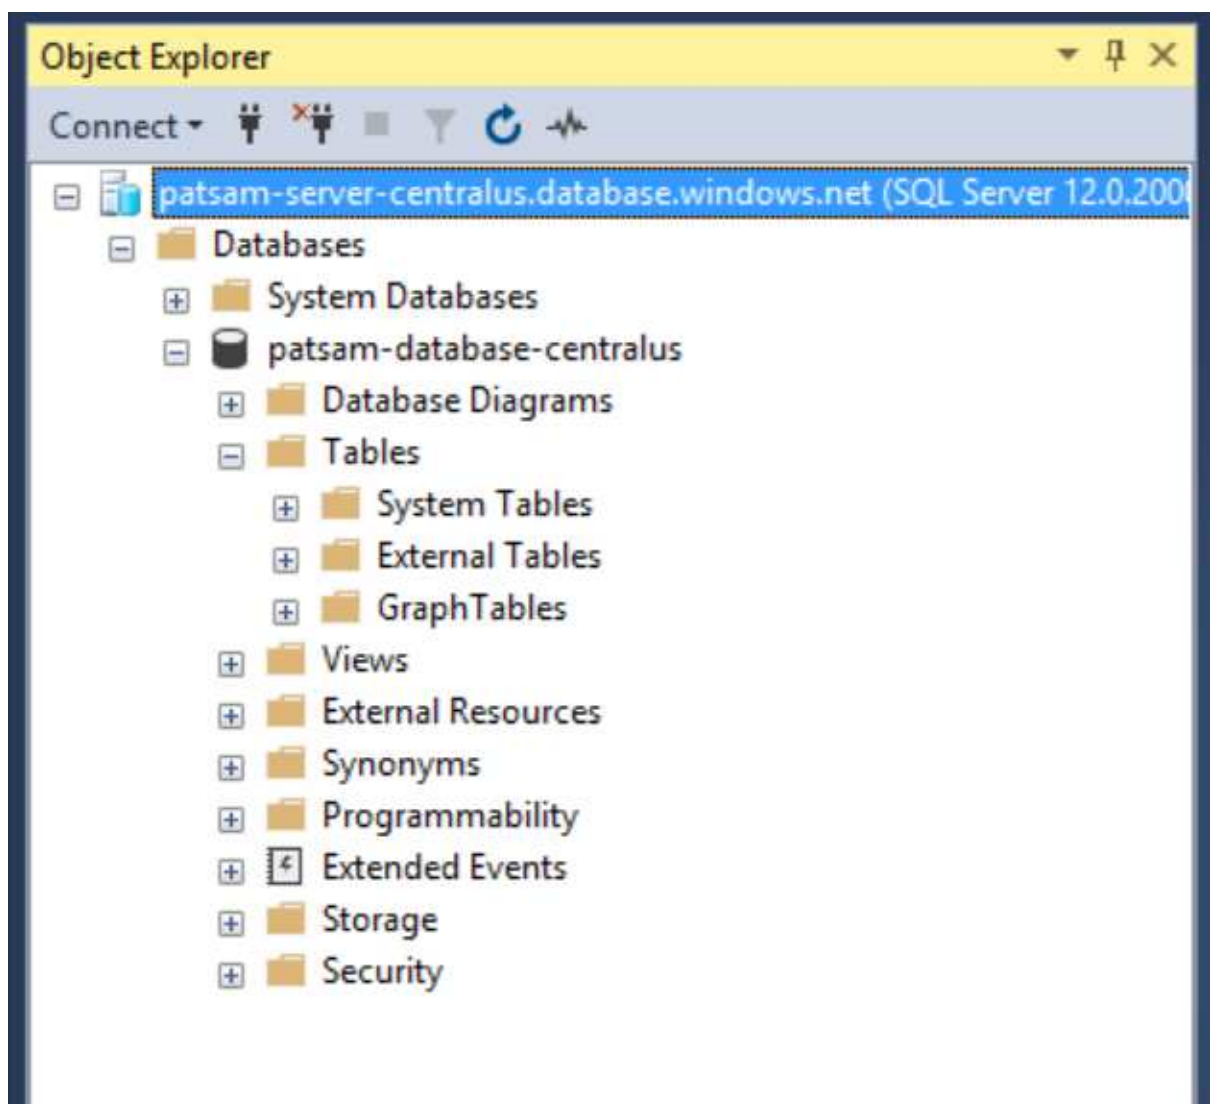 Object Explorer
Connect
patsam-server-centralus.database.windows.net (SQL Server 12.0.200
Databases
System Databases
patsam-database-centralus
Database Diagrams
Tables
System Tables
External Tables
GraphTables
Views
External Resources
Synonyms
Programmability
Extended Events
Storage
Security